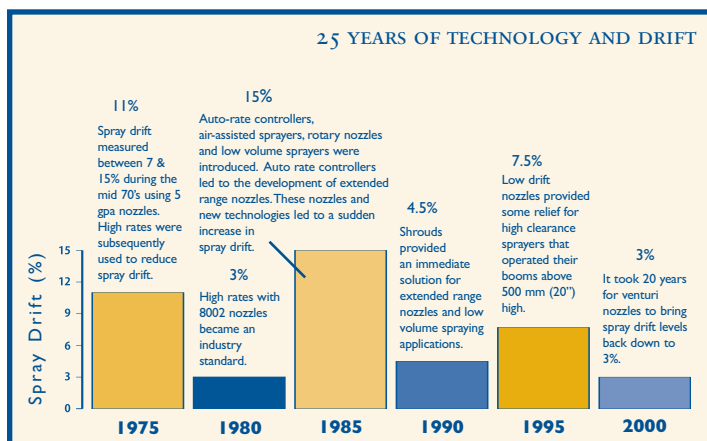 25 YEARS OF TECHNOLOGY AND DRIFT
11%
Spray drift
measured
between 7 &
15% during the
mid 70's using 5
gpa nozzles.
High rates were
subsequently
used to reduce
spray drift.
3%
High rates with
8002 nozzles
became an
industry
standard.
15%
Auto-rate controllers,
air-assisted sprayers, rotary nozzles
and low volume sprayers were
introduced. Auto rate controllers
led to the development of extended
range nozzles. These nozzles and
new technologies led to a sudden
increase in
spray drift.
4.5%
Shrouds
provided
an immediate
solution for
extended range
nozzles and low
volume spraying
applications.
7.5%
Low drift
nozzles provided
some relief for
high clearance
sprayers that
operated their
booms above
500 mm (20")
high.
3%
It took 20 years
for venturi
nozzles to bring
spray drift levels
back down to
3%.
Spray Drift (%)
15
12
9
6
3
0
1975
1980
1985
1990
1995
2000